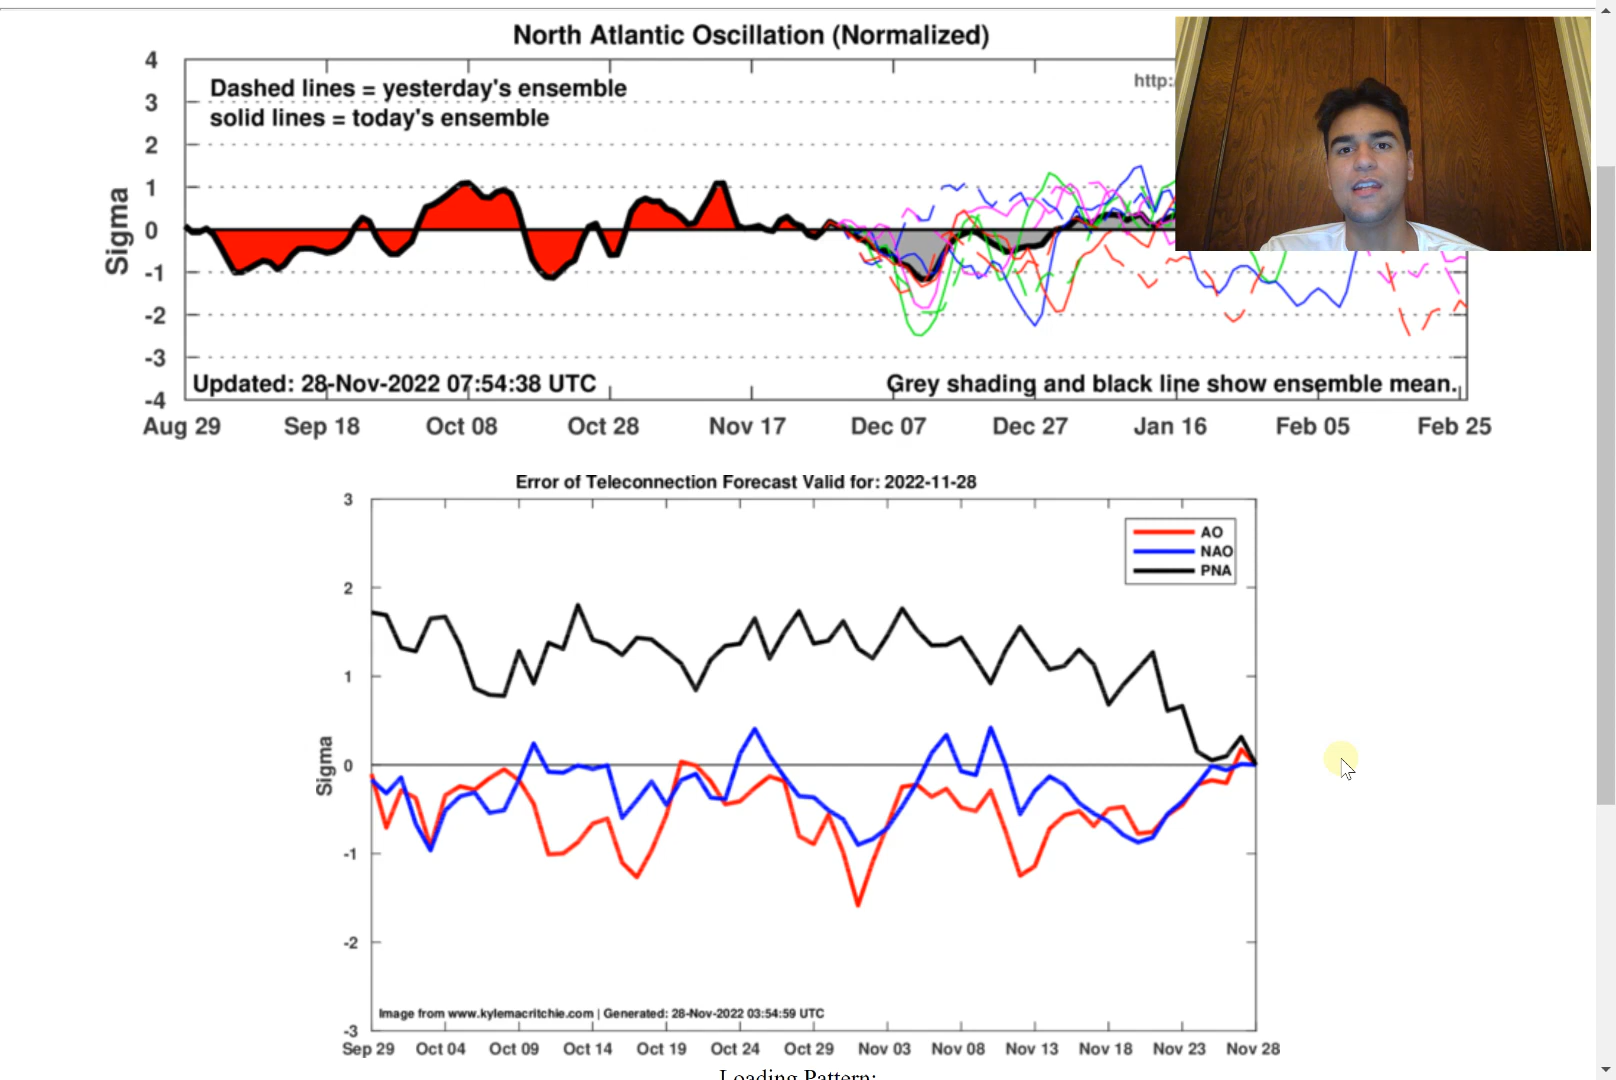 North Atlantic Oscillation (Normalized)
4
3
2
1
0
-1
-2
-3
-4
Sigma
Dashed lines = yesterday's ensemble
solid lines = today's ensemble
http:
Updated: 28-Nov-2022 07:54:38 UTC
Grey shading and black line show ensemble mean.
Aug 29 Sep 18 Oct 08 Oct 28 Nov 17 Dec 07 Dec 27 Jan 16 Feb 05 Feb 25
Error of Teleconnection Forecast Valid for: 2022-11-28
3
2
1
0
-1
-2
-3
Sigma
AO
NAO
PNA
Image from www.kylemacritchie.com | Generated: 28-Nov-2022 03:54:59 UTC
Sep 29 Oct 04 Oct 09 Oct 14 Oct 19 Oct 24 Oct 29 Nov 03 Nov 08 Nov 13 Nov 18 Nov 23 Nov 28
Loading Pattern: